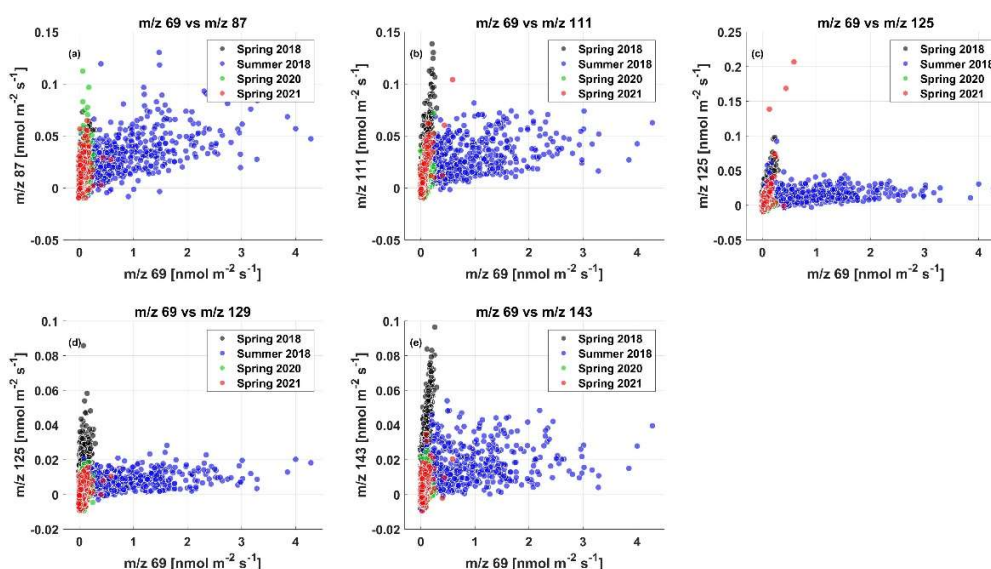 m/z 69 vs m/z 87
(a)
Spring 2018
Summer 2018
Spring 2020
Spring 2021
0.15
0.1
0.05
0
-0.05
m/z 87 [nmol m⁻² s⁻¹]
0 1 2 3 4
m/z 69 [nmol m⁻² s⁻¹]
m/z 69 vs m/z 111
(b)
Spring 2018
Summer 2018
Spring 2020
Spring 2021
0.15
0.1
0.05
0
-0.05
m/z 111 [nmol m⁻² s⁻¹]
0 1 2 3 4
m/z 69 [nmol m⁻² s⁻¹]
m/z 69 vs m/z 125
(c)
Spring 2018
Summer 2018
Spring 2020
Spring 2021
0.25
0.2
0.15
0.1
0.05
0
-0.05
m/z 125 [nmol m⁻² s⁻¹]
0 1 2 3 4
m/z 69 [nmol m⁻² s⁻¹]
m/z 69 vs m/z 129
(d)
Spring 2018
Summer 2018
Spring 2020
Spring 2021
0.1
0.08
0.06
0.04
0.02
0
-0.02
m/z 125 [nmol m⁻² s⁻¹]
0 1 2 3 4
m/z 69 [nmol m⁻² s⁻¹]
m/z 69 vs m/z 143
(e)
Spring 2018
Summer 2018
Spring 2020
Spring 2021
0.1
0.08
0.06
0.04
0.02
0
-0.02
m/z 143 [nmol m⁻² s⁻¹]
0 1 2 3 4
m/z 69 [nmol m⁻² s⁻¹]